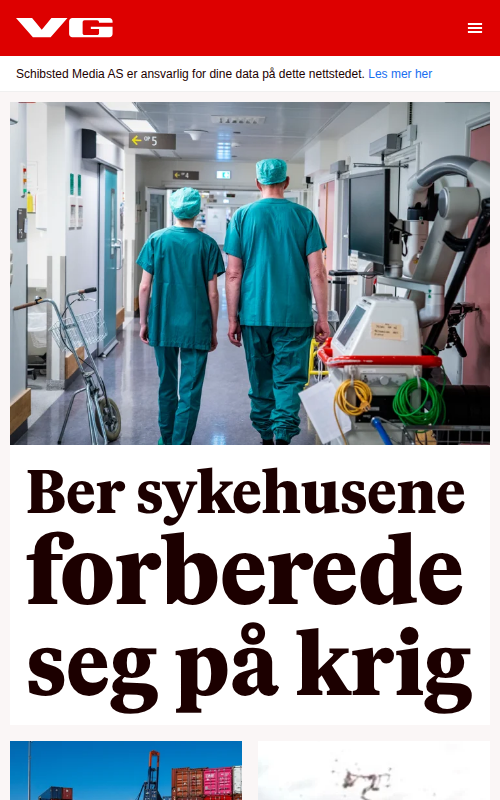 VG
Schibsted Media AS er ansvarlig for dine data på dette nettstedet. Les mer her
OP 5
Ber sykehusene
forberede
seg på krig